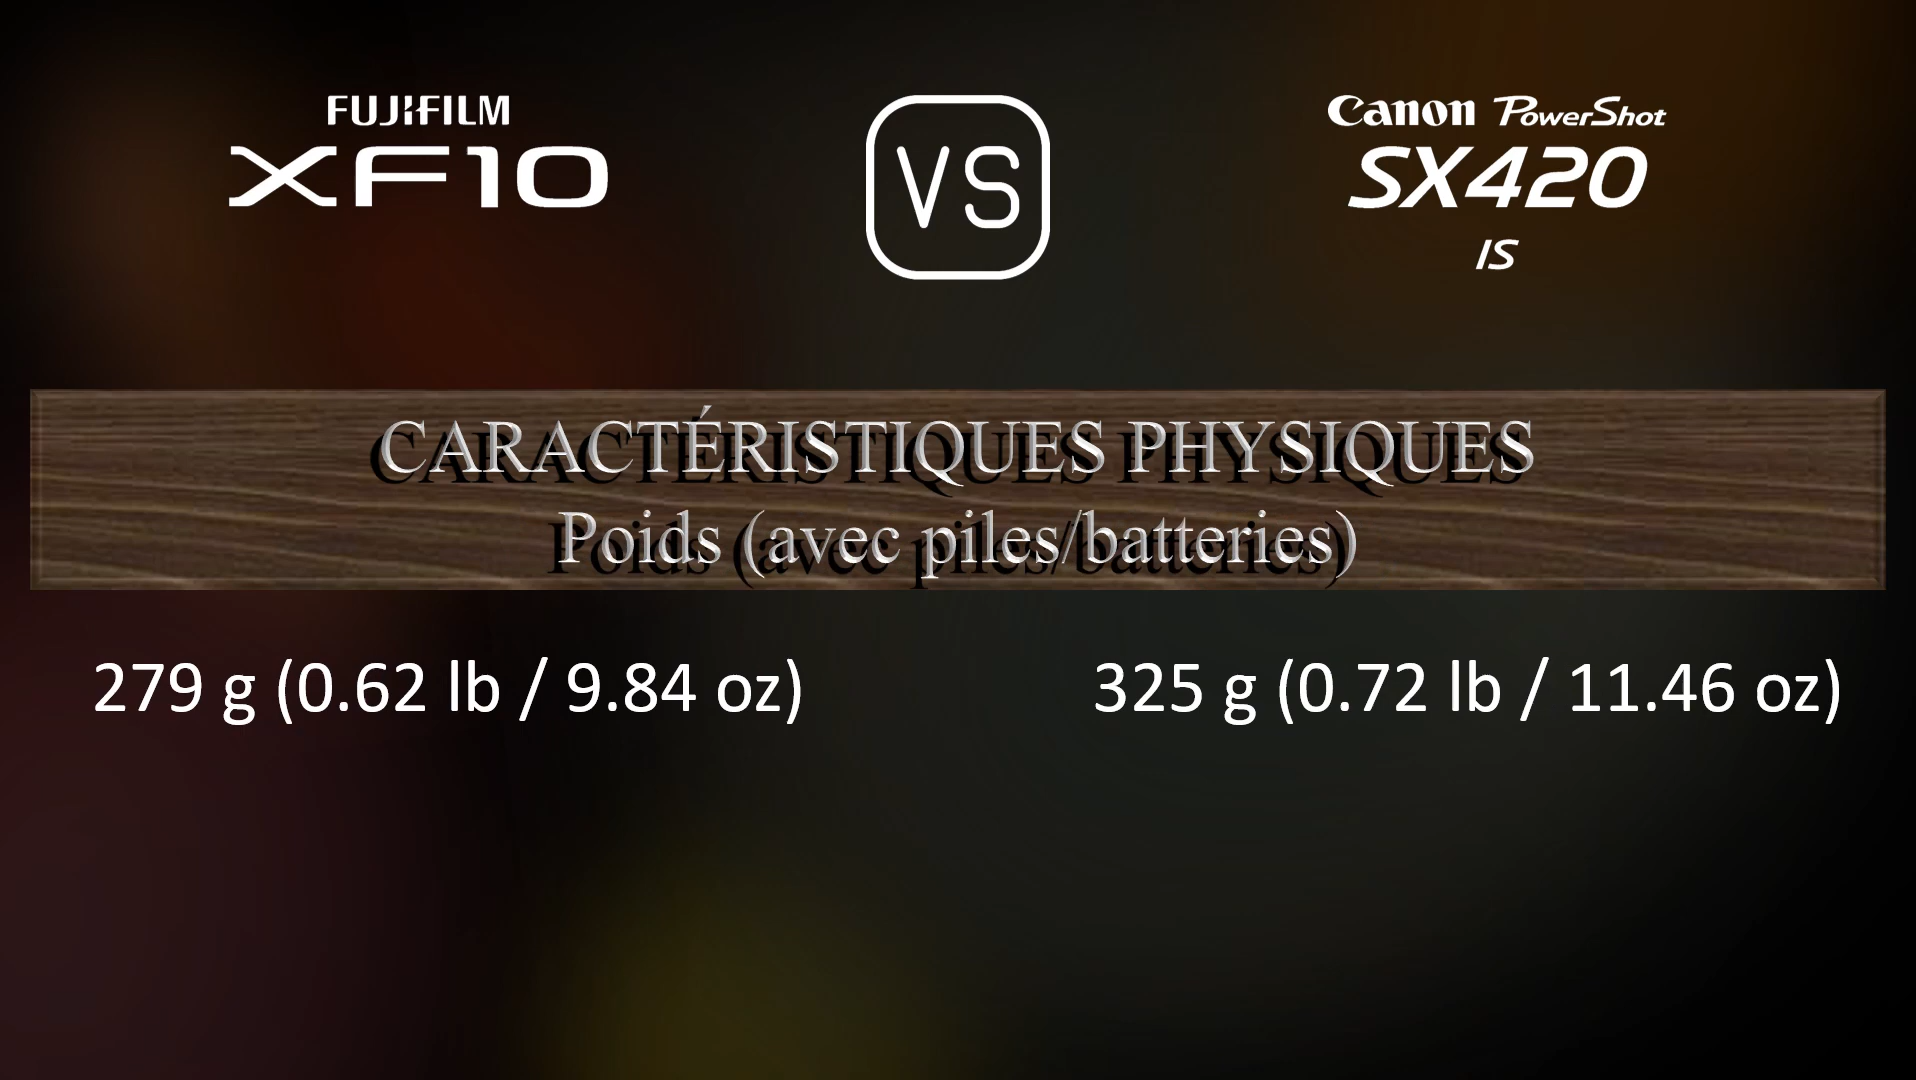 FUJIFILM
XF10
VS
Canon PowerShot
SX420
IS
CARACTÉRISTIQUES PHYSIQUES
Poids (avec piles/batteries)
279 g (0.62 lb / 9.84 oz)
325 g (0.72 lb / 11.46 oz)